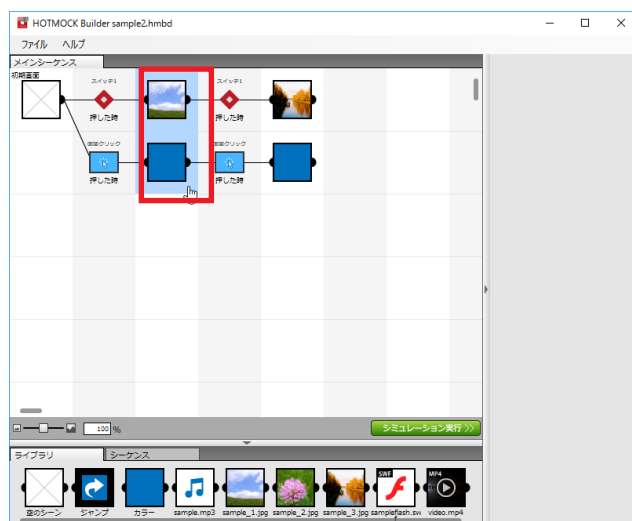 HOTMOCK Builder sample2.hmbd
ファイル ヘルプ
メインシーケンス
初期画面
スイッチ1
スイッチ1
押した時
押した時
画面クリック
画面クリック
押した時
押した時
100 %
シミュレーション実行
ライブラリ
シーケンス
SWF
MP4
空のシーン ジャンプ カラー sample.mp3 sample_1.jpg sample_2.jpg sample_3.jpg sampleflash.sw video.mp4